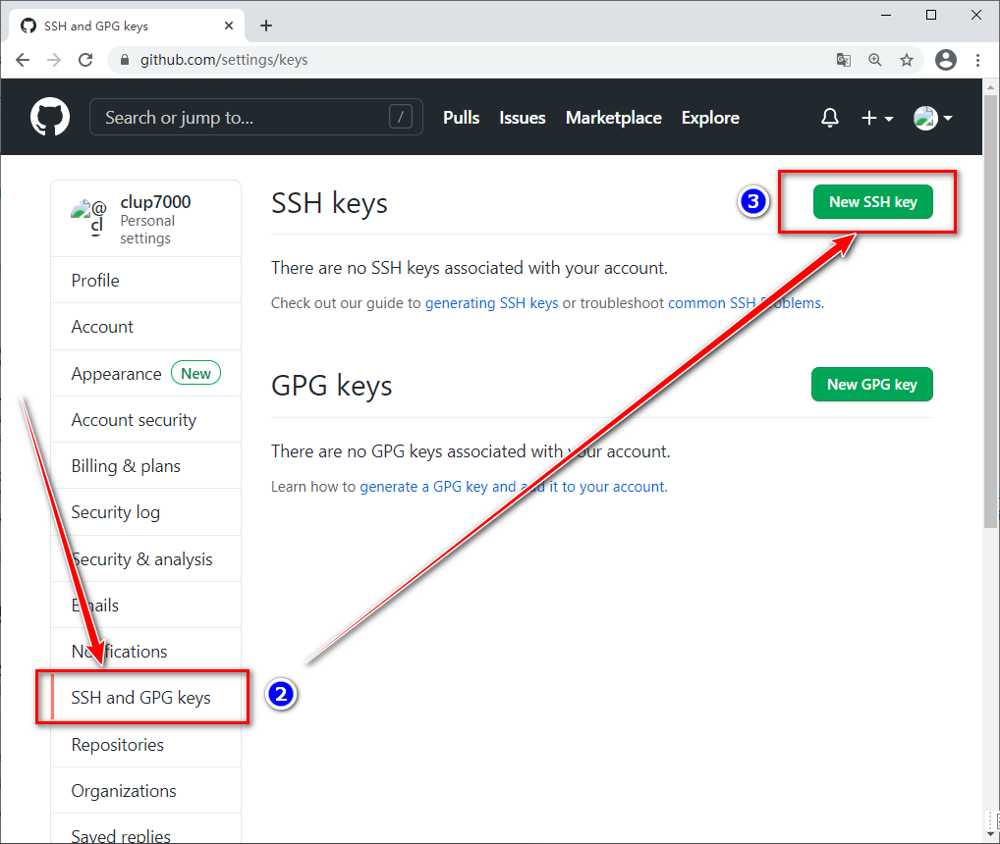 SSH and GPG keys
github.com/settings/keys
Search or jump to...
/
Pulls
Issues
Marketplace
Explore
@
cl
clup7000
Personal
settings
Profile
Account
Appearance New
Account security
Billing & plans
Security log
Security & analysis
Emails
Notifications
SSH and GPG keys
2
Repositories
Organizations
Saved replies
SSH keys
3
New SSH key
There are no SSH keys associated with your account.
Check out our guide to generating SSH keys or troubleshoot common SSH Problems.
GPG keys
New GPG key
There are no GPG keys associated with your account.
Learn how to generate a GPG key and add it to your account.